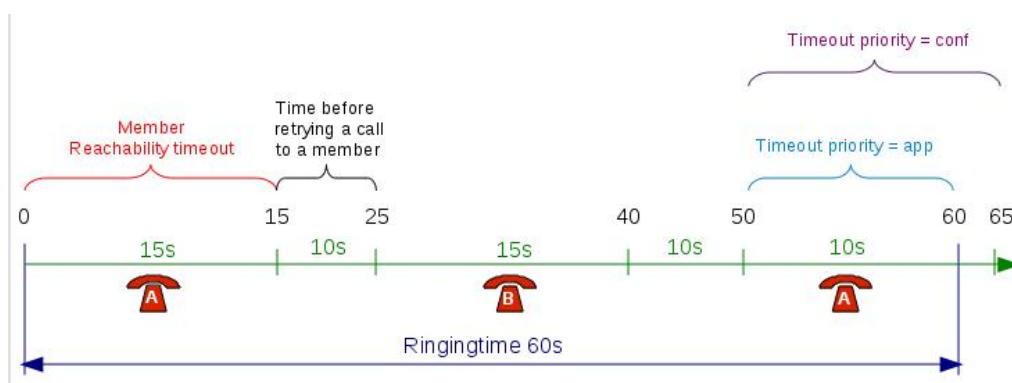 Timeout priority = conf
Time before
retrying a call
to a member
Member
Reachability timeout
Timeout priority = app
0 15 25 40 50 60 65
15s 10s 15s 10s 10s
A B A
Ringingtime 60s